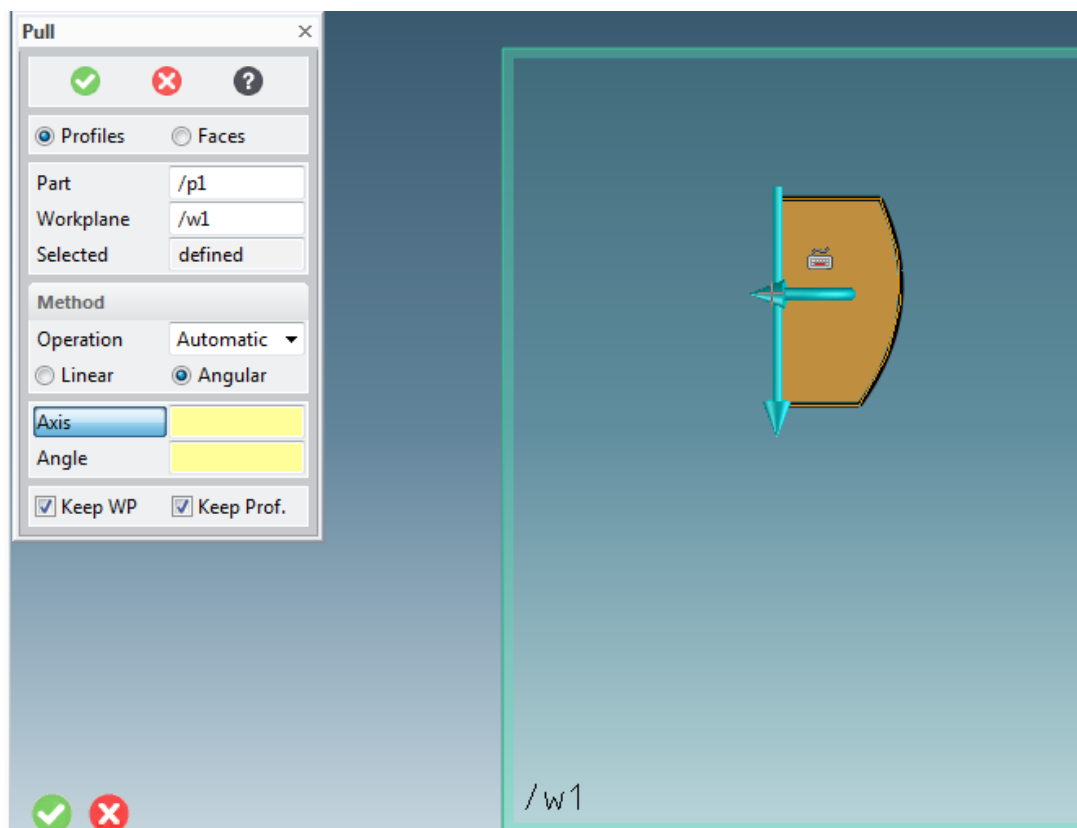 Pull
Profiles Faces
Part /p1
Workplane /w1
Selected defined
Method
Operation Automatic
Linear Angular
Axis
Angle
Keep WP Keep Prof.
/w1